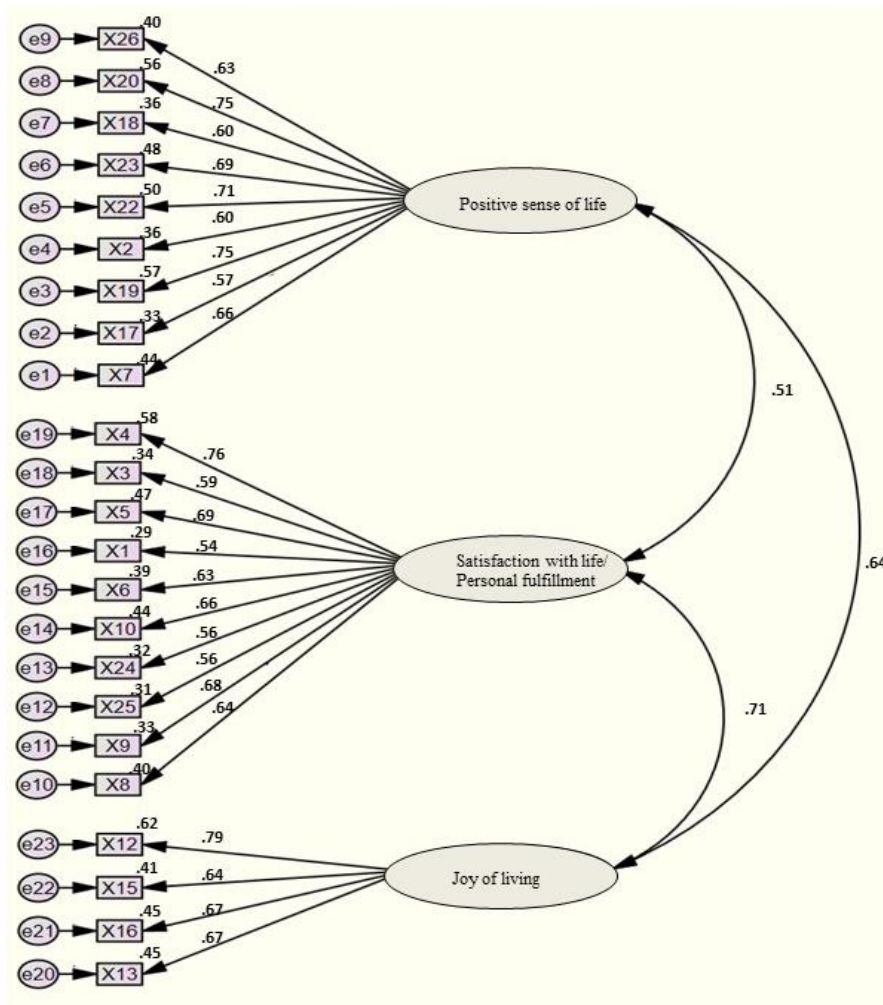 .40
e9 X26 .63
.56
e8 X20 .75
.36
e7 X18 .60
.48
e6 X23 .69
.50
e5 X22 .71
.36
e4 X2 .60
.57
e3 X19 .75
.33
e2 X17 .57
.44
e1 X7 .66
Positive sense of life
.51
.58
e19 X4 .76
.34
e18 X3 .59
.47
e17 X5 .69
.29
e16 X1 .54
.39
e15 X6 .63
.44
e14 X10 .66
.32
e13 X24 .56
.31
e12 X25 .56
.33
e11 X9 .68
.40
e10 X8 .64
Satisfaction with life/
Personal fulfillment
.64
.71
.62
e23 X12 .79
.41
e22 X15 .64
.45
e21 X16 .67
.45
e20 X13 .67
Joy of living